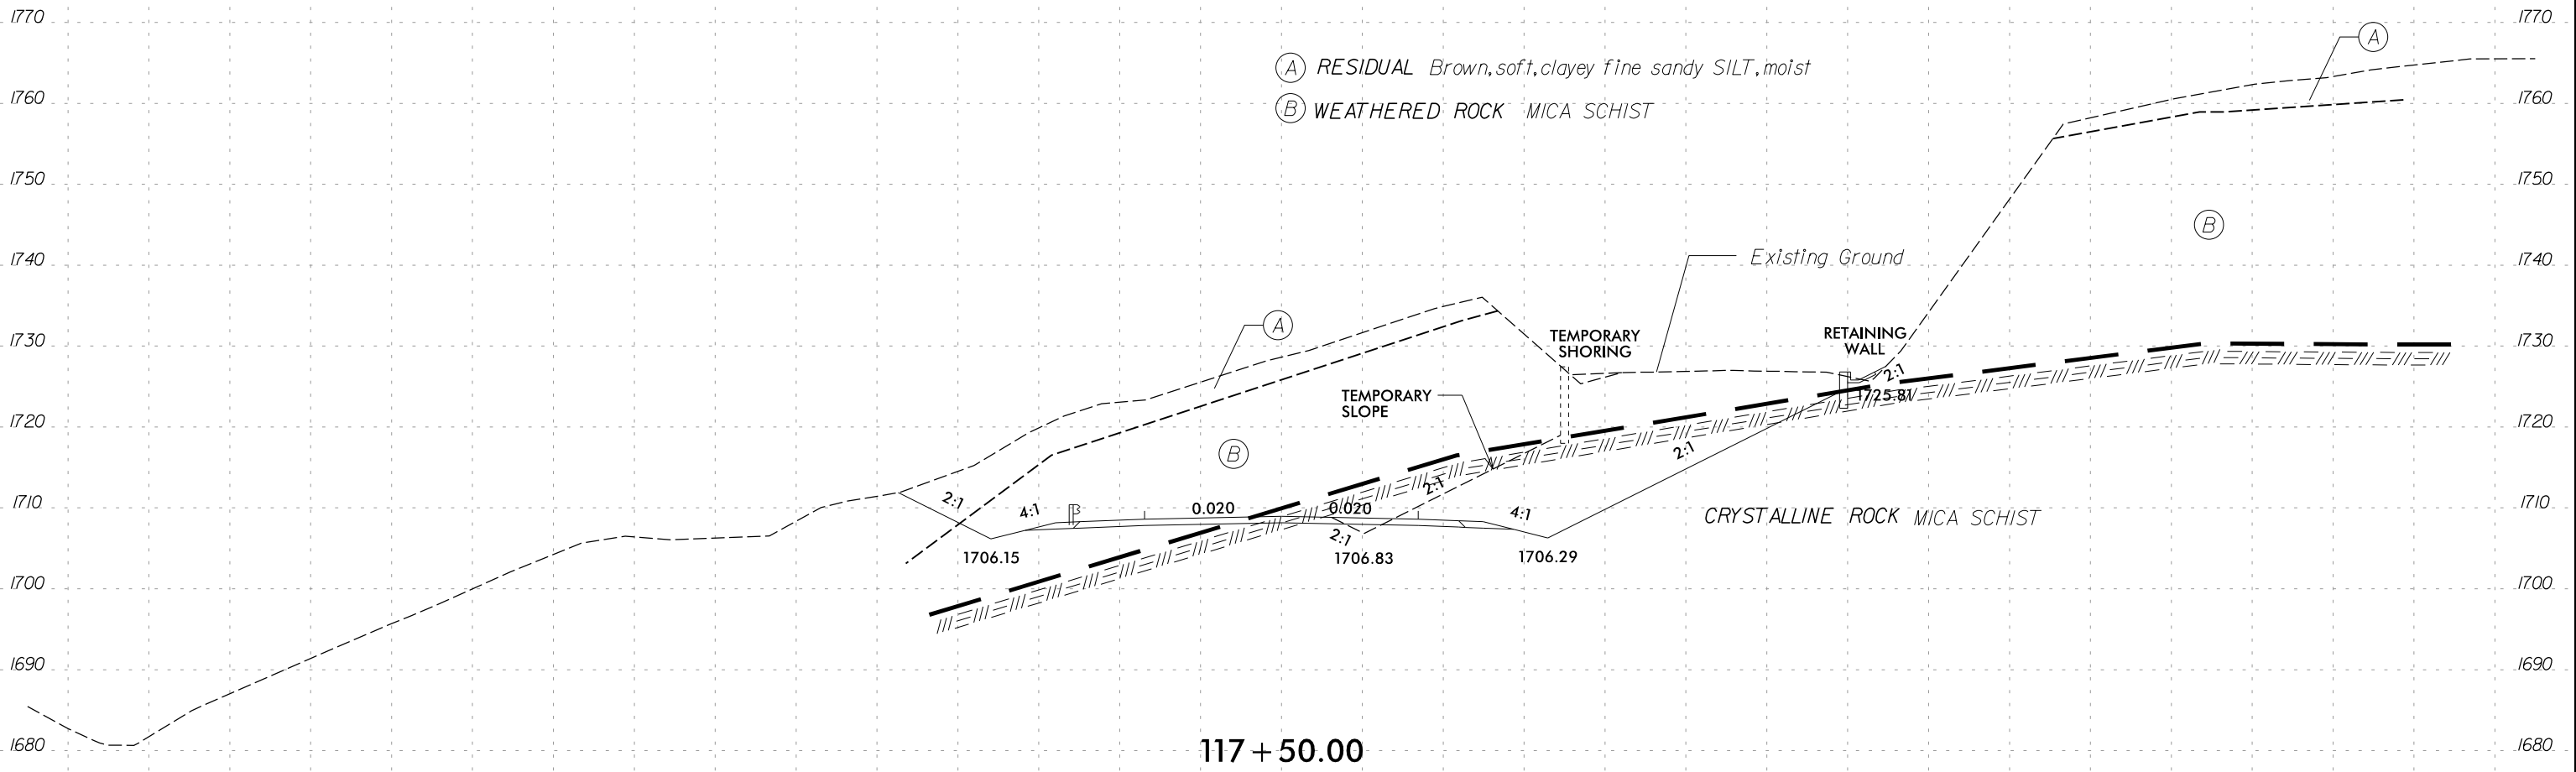 1770 1770
A
A RESIDUAL Brown, soft, clayey fine sandy SILT, moist
1760 1760
B WEATHERED ROCK MICA SCHIST
1750 1750
B
1740 1740
Existing Ground
A
1730 1730
TEMPORARY
SHORING
RETAINING
WALL
2:1
1725.81
TEMPORARY
SLOPE
1720 1720
B
2:1
2:1
1710 1710
2:1
4:1
0.020
0.020
4:1
CRYSTALLINE ROCK MICA SCHIST
2:1
1706.15
1706.83
1706.29
1700 1700
1690 1690
1680 1680
117+50.00